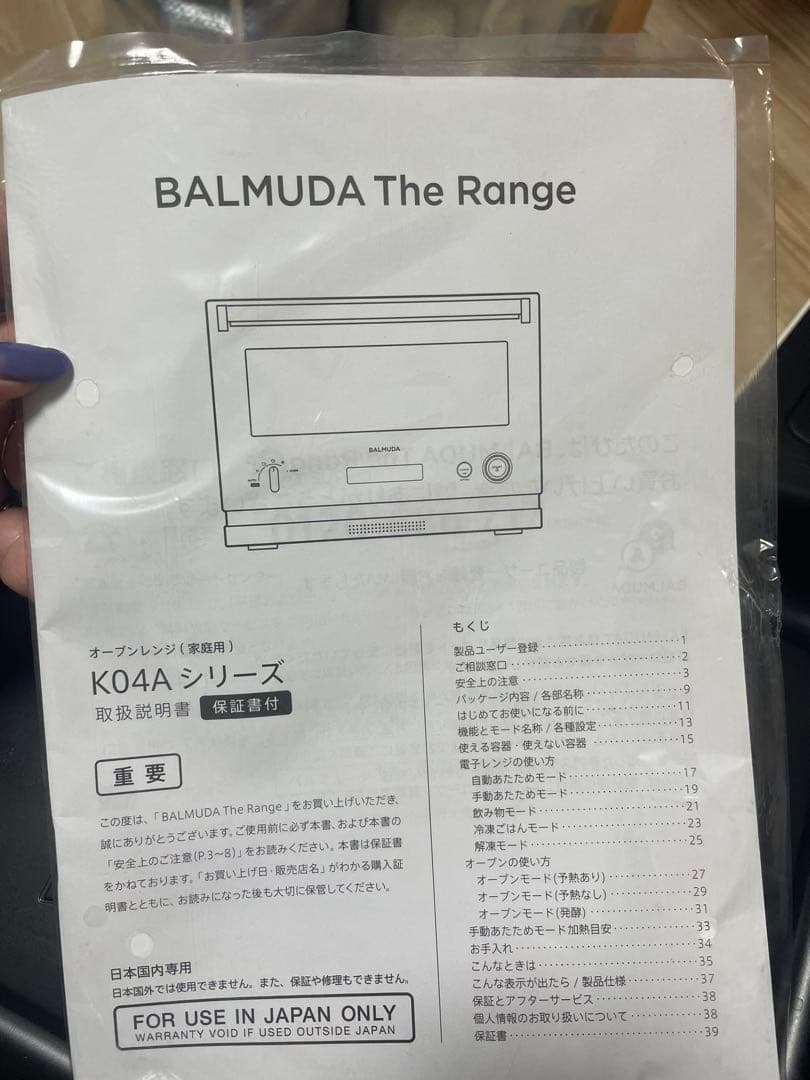 BALMUDA The Range
BALMUDA
オーブンレンジ(家庭用)
K04A シリーズ
取扱説明書 保証書付
重要
この度は、「BALMUDA The Range」をお買い上げいただき、
誠にありがとうございます。ご使用前に必ず本書、および本書の
「安全上のご注意(P.3〜8)」をお読みください。本書は保証書
をかねております。「お買い上げ日・販売店名」がわかる購入証
明書とともに、お読みになった後も大切に保管してください。
日本国内専用
日本国外では使用できません。また、保証や修理もできません。
FOR USE IN JAPAN ONLY
WARRANTY VOID IF USED OUTSIDE JAPAN
もくじ
製品ユーザー登録 1
ご相談窓口 2
安全上の注意 3
パッケージ内容 / 各部名称 9
はじめてお使いになる前に 11
機能とモード名称 / 各種設定 13
使える容器・使えない容器 15
電子レンジの使い方
自動あたためモード 17
手動あたためモード 19
飲み物モード 21
冷凍ごはんモード 23
解凍モード 25
オーブンの使い方
オーブンモード(予熱あり) 27
オーブンモード(予熱なし) 29
オーブンモード(発酵) 31
手動あたためモード加熱目安 33
お手入れ 34
こんなときは 35
こんな表示が出たら / 製品仕様 37
保証とアフターサービス 38
個人情報のお取り扱いについて 38
保証書 39